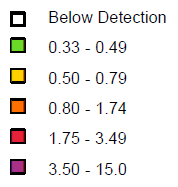 Below Detection
0.33 - 0.49
0.50 - 0.79
0.80 - 1.74
1.75 - 3.49
3.50 - 15.0